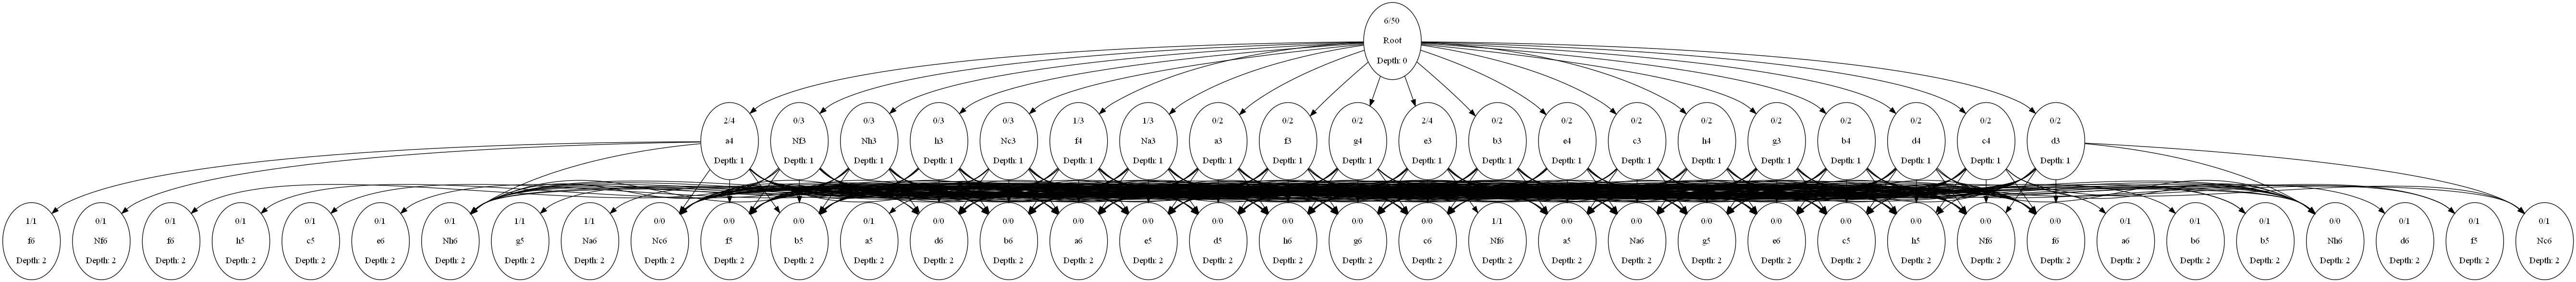 6/50
Root
Depth: 0
2/4
a4
Depth: 1
0/3
Nf3
Depth: 1
0/3
Nh3
Depth: 1
0/3
h3
Depth: 1
0/3
Nc3
Depth: 1
1/3
f4
Depth: 1
1/3
Na3
Depth: 1
0/2
a3
Depth: 1
0/2
f3
Depth: 1
0/2
g4
Depth: 1
2/4
e3
Depth: 1
0/2
b3
Depth: 1
0/2
e4
Depth: 1
0/2
c3
Depth: 1
0/2
h4
Depth: 1
0/2
g3
Depth: 1
0/2
b4
Depth: 1
0/2
d4
Depth: 1
0/2
c4
Depth: 1
0/2
d3
Depth: 1
1/1
f6
Depth: 2
0/1
Nf6
Depth: 2
0/1
f6
Depth: 2
0/1
h5
Depth: 2
0/1
c5
Depth: 2
0/1
e6
Depth: 2
0/1
Nh6
Depth: 2
1/1
g5
Depth: 2
1/1
Na6
Depth: 2
0/0
Nc6
Depth: 2
0/0
f5
Depth: 2
0/0
b5
Depth: 2
0/1
a5
Depth: 2
0/0
d6
Depth: 2
0/0
b6
Depth: 2
0/0
a6
Depth: 2
0/0
e5
Depth: 2
0/0
d5
Depth: 2
0/0
h6
Depth: 2
0/0
g6
Depth: 2
0/0
c6
Depth: 2
1/1
Nf6
Depth: 2
0/0
a5
Depth: 2
0/0
Na6
Depth: 2
0/0
g5
Depth: 2
0/0
e6
Depth: 2
0/0
c5
Depth: 2
0/0
h5
Depth: 2
0/0
Nf6
Depth: 2
0/0
f6
Depth: 2
0/1
a6
Depth: 2
0/1
b6
Depth: 2
0/1
b5
Depth: 2
0/0
Nh6
Depth: 2
0/1
d6
Depth: 2
0/1
f5
Depth: 2
0/1
Nc6
Depth: 2